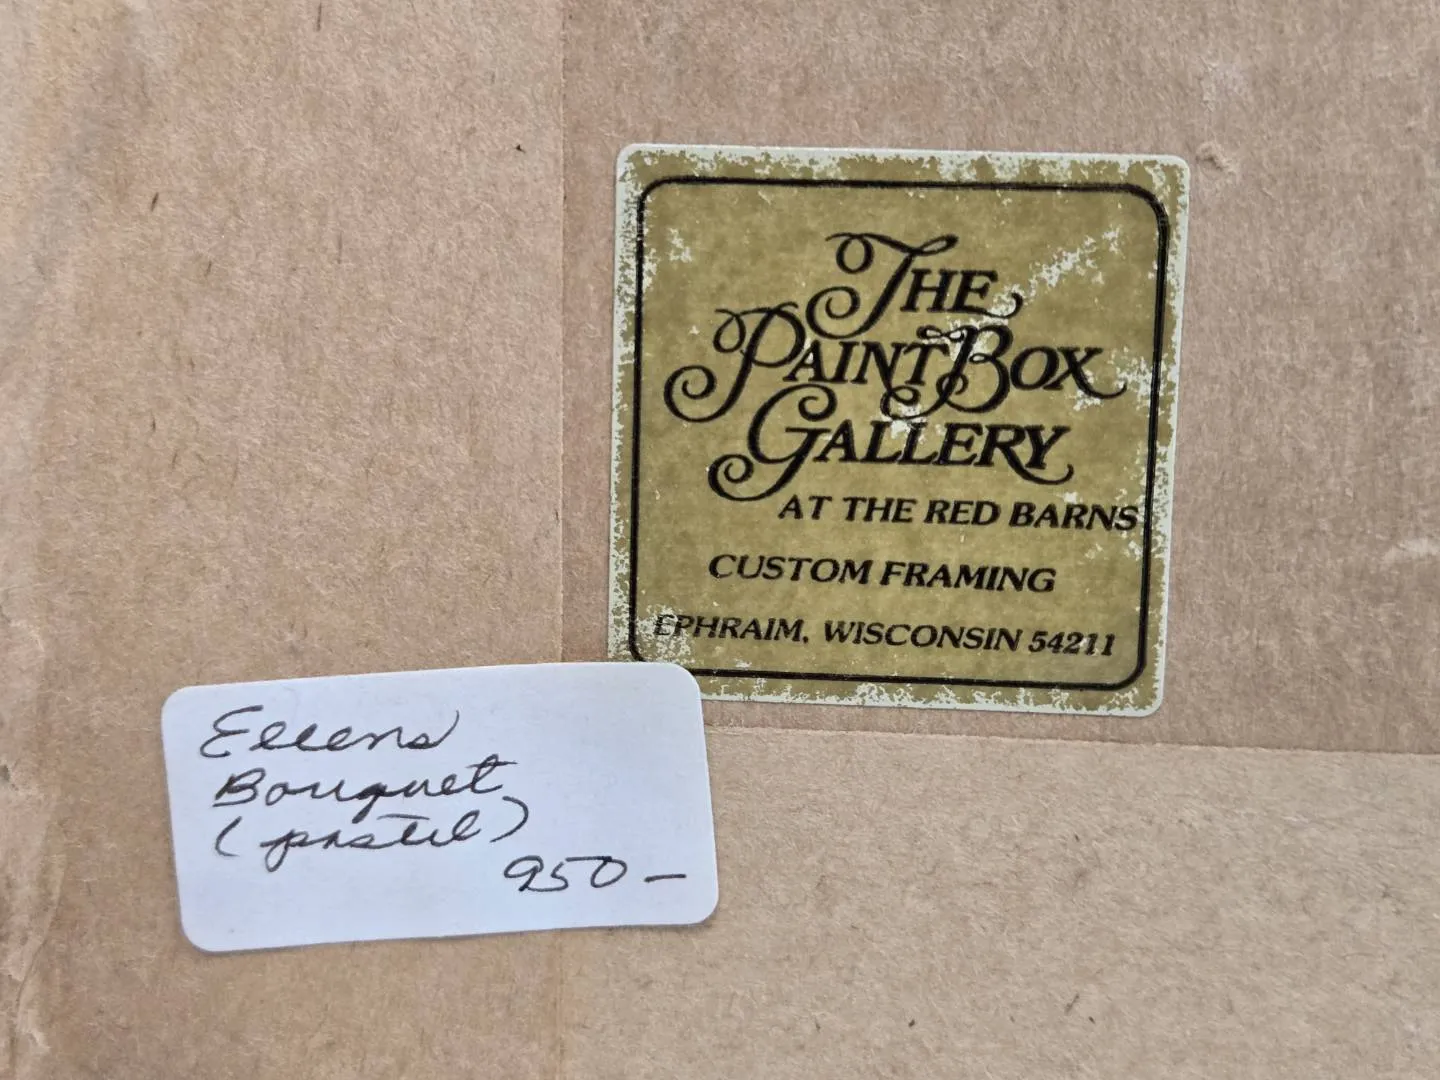 THE
PAINT BOX
GALLERY
AT THE RED BARNS
CUSTOM FRAMING
EPHRAIM, WISCONSIN 54211
Ellens
Bouquet
(pastel)
950—